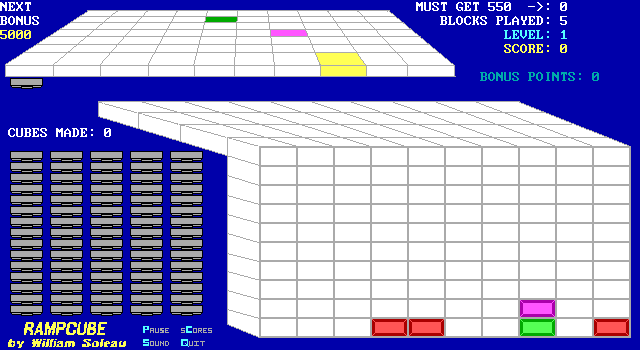 NEXT
BONUS
5000
MUST GET 550 ->: 0
BLOCKS PLAYED: 5
LEVEL: 1
SCORE: 0
BONUS POINTS: 0
CUBES MADE: 0
RAMPCUBE
by William Soleau
Pause sCores
Sound Quit